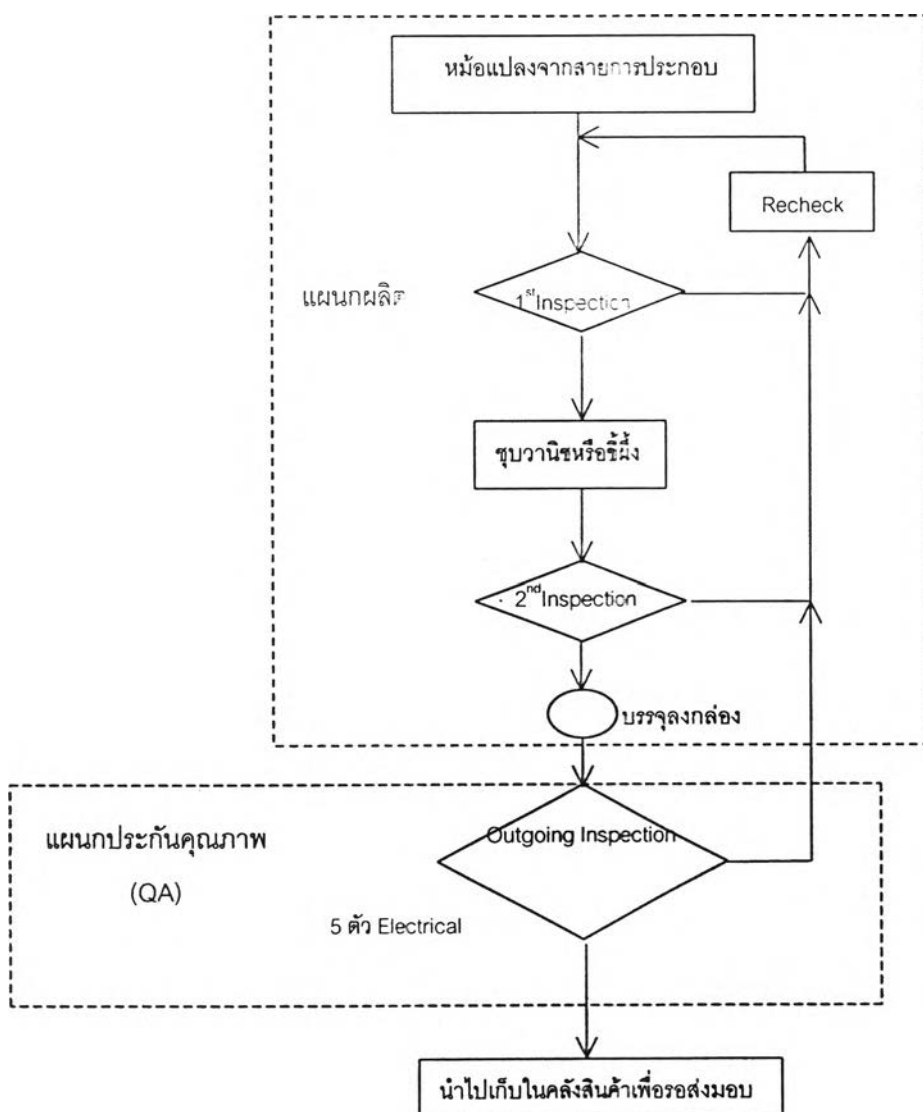 หม้อแปลงจากสายการประกอบ
Recheck
แผนกผลิต
1st Inspection
ชุบวานิชหรือขี้ผึ้ง
2nd Inspection
บรรจุลงกล่อง
Outgoing Inspection
แผนกประกันคุณภาพ
(QA)
5 ตัว Electrical
นำไปเก็บในคลังสินค้าเพื่อรอส่งมอบ